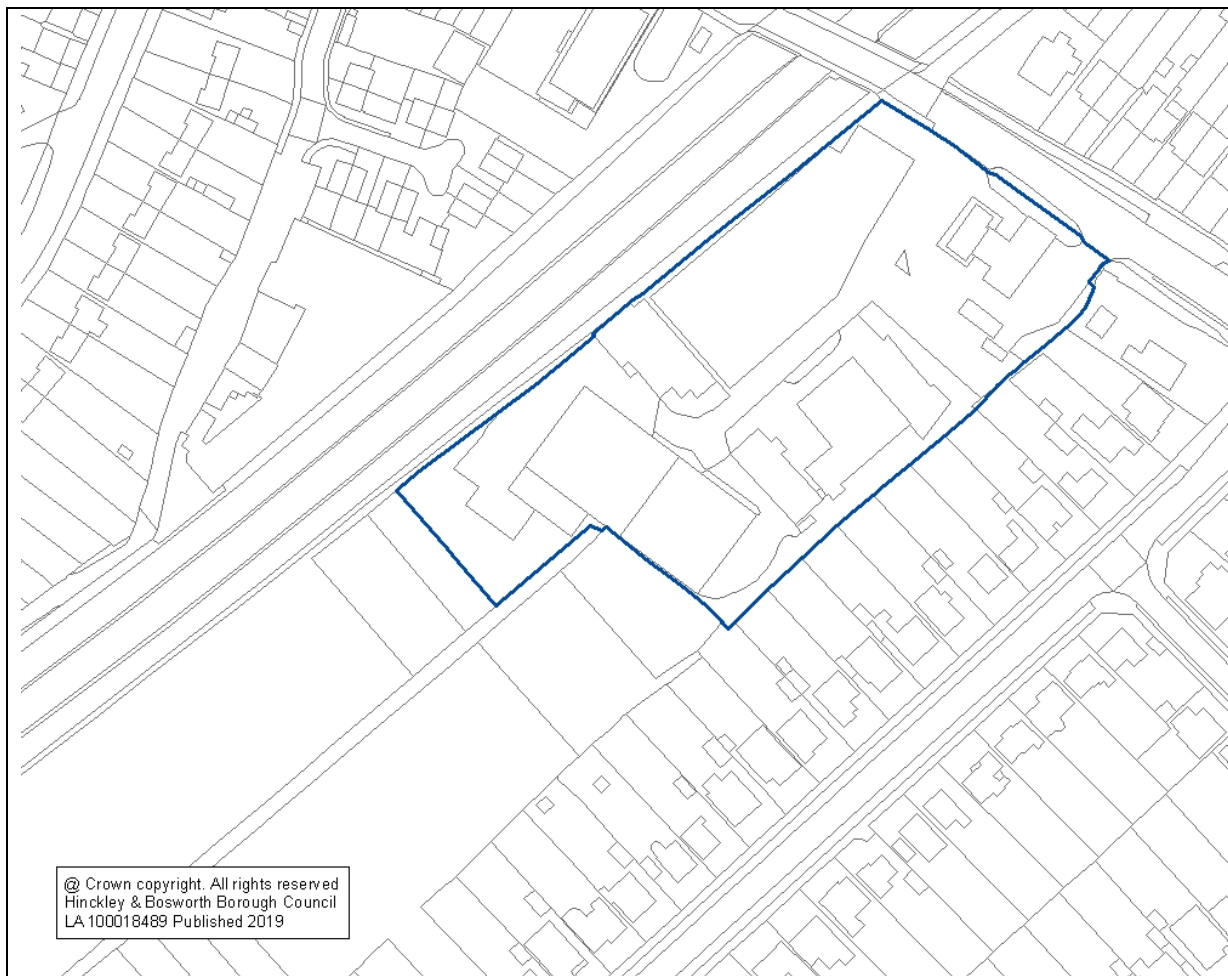 @ Crown copyright. All rights reserved
Hinckley & Bosworth Borough Council
LA 100018489 Published 2019